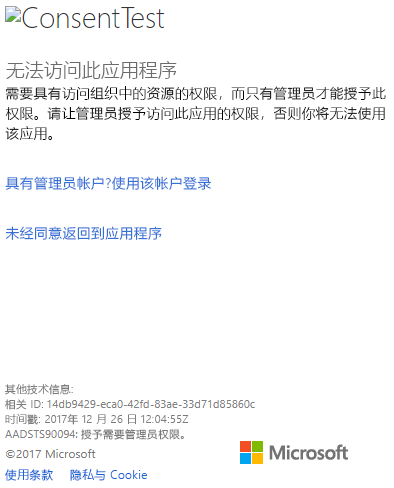 ConsentTest
无法访问此应用程序
需要具有访问组织中的资源的权限，而只有管理员才能授予此
权限。请让管理员授予访问此应用的权限，否则你将无法使用
该应用。
具有管理员帐户?使用该帐户登录
未经同意返回到应用程序
其他技术信息:
相关 ID: 14db9429-eca0-42fd-83ae-33d71d85860c
时间戳: 2017年 12 月 26 日 12:04:55Z
AADSTS90094: 授予需要管理员权限。
©2017 Microsoft
Microsoft
使用条款 隐私与 Cookie